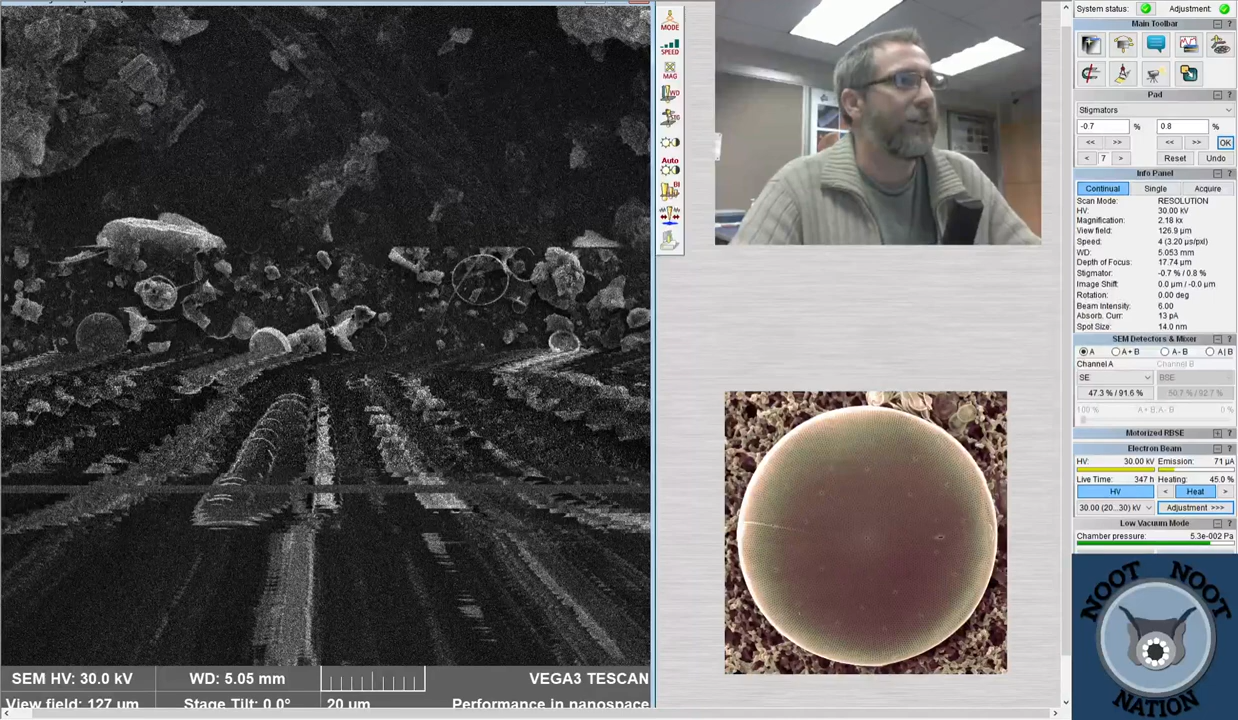 System status: Adjustment:
Main Toolbar
MODE
SPEED
MAG
WD
Pad
Stigmators
-0.7 % 0.8 %
<< >> << >> OK
< 7 > Reset Undo
Auto
Info Panel
Continual Single Acquire
Scan Mode: RESOLUTION
HV: 30.00 kV
Magnification: 2.18 kx
View field: 126.9 µm
Speed: 4 (3.20 µs/pxl)
WD: 5.053 mm
Depth of Focus: 17.74 µm
Stigmator: -0.7 % / 0.8 %
Image Shift: 0.0 µm / -0.0 µm
Rotation: 0.00 deg
Beam Intensity: 6.00
Absorb. Curr: 13 pA
Spot Size: 14.0 nm
SEM Detectors & Mixer
A A + B A - B A | B
Channel A Channel B
SE BSE
47.3 % / 91.6 % 50.7 % / 92.7 %
100 % A + B; A - B 0 %
Motorized RBSE
Electron Beam
HV: 30.00 kV Emission: 71 µA
Live Time: 347 h Heating: 45.0 %
HV < Heat >
30.00 (20...30) kV Adjustment >>>
Low Vacuum Mode
Chamber pressure: 5.3e-002 Pa
NOOT NOOT
NATION
SEM HV: 30.0 kV WD: 5.05 mm VEGA3 TESCAN
View field: 127 µm Stage Tilt: 0.0° 20 µm Performance in nanospace